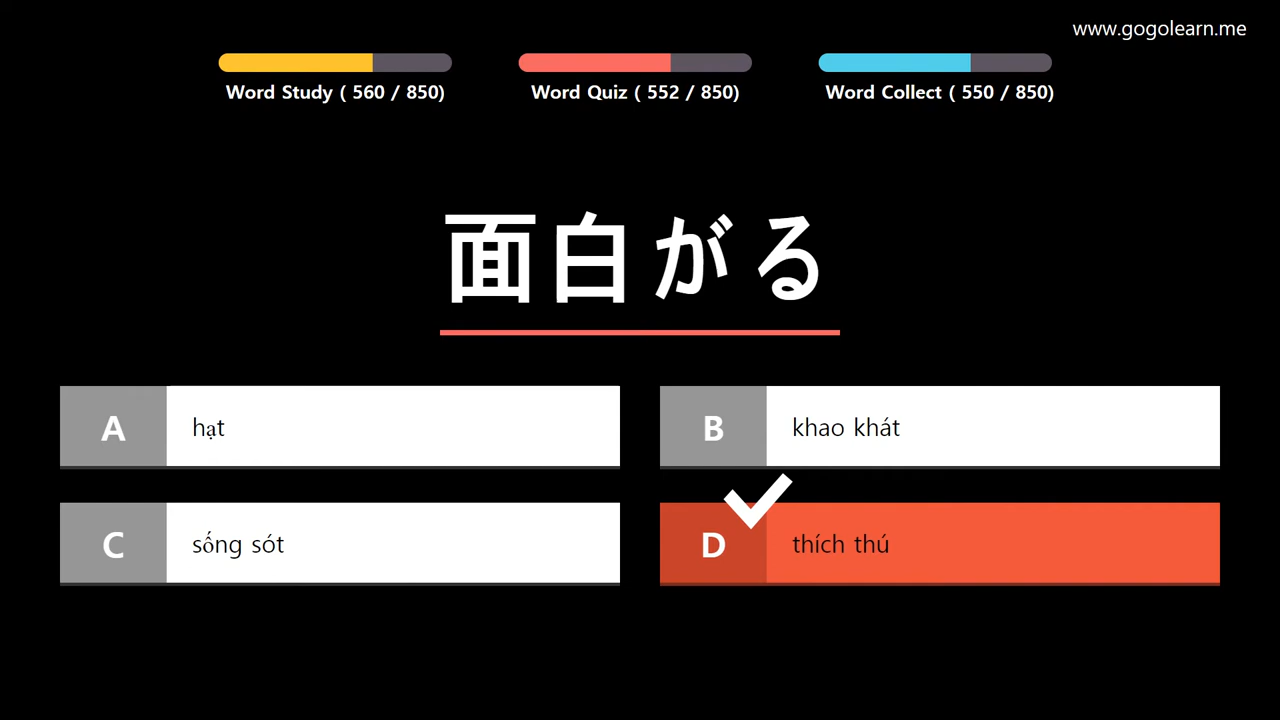 www.gogolearn.me
Word Study ( 560 / 850)
Word Quiz ( 552 / 850)
Word Collect ( 550 / 850)
面白がる
A hạt
B khao khát
C sống sót
D thích thú